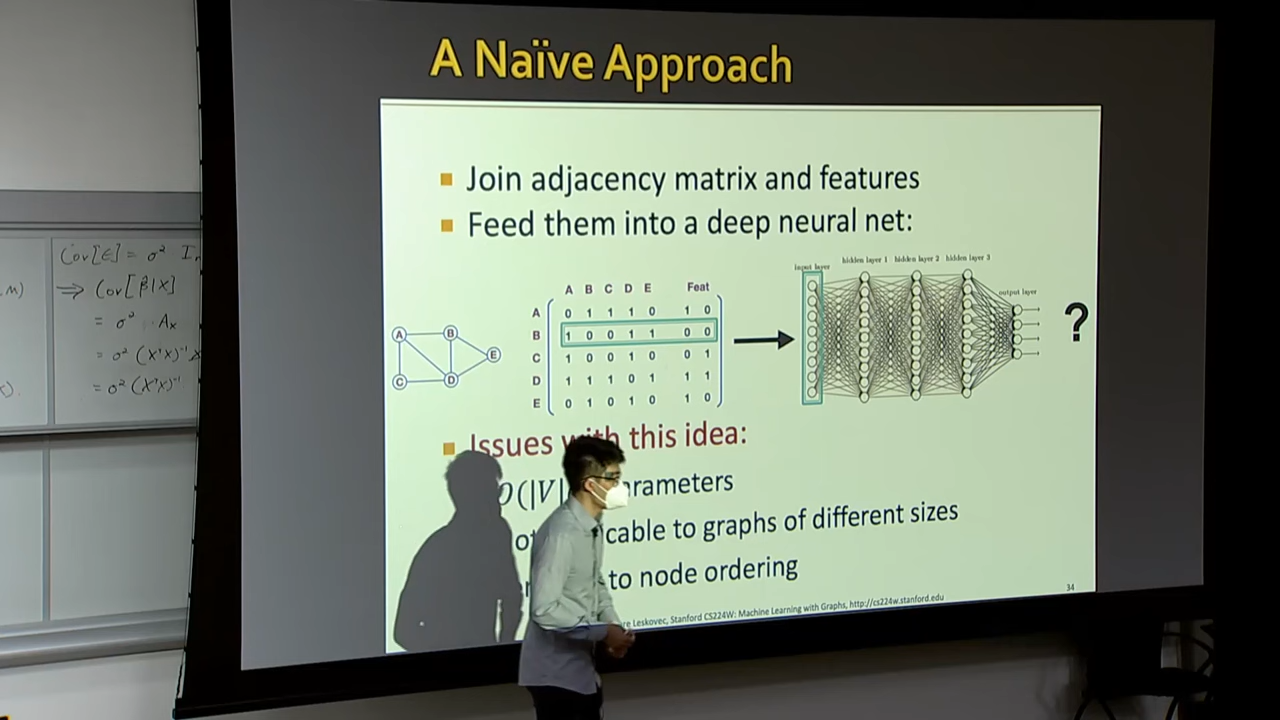 A Naïve Approach
Join adjacency matrix and features
Feed them into a deep neural net:
input layer
hidden layer 1 hidden layer 2 hidden layer 3
output layer
A B C D E Feat
A 0 1 1 1 0 1 0
B 1 0 0 1 1 0 0
C 1 0 0 1 0 0 1
D 1 1 1 0 1 1 1
E 0 1 0 1 0 1 0
?
A B
E
C D
Issues with this idea:
(|V| parameters
to graphs of different sizes
to node ordering
34
Leskovec, Stanford CS224W: Machine Learning with Graphs, http://cs224w.stanford.edu
Cov[ϵ] = σ²
⇒ Cov[β̂|X]
= σ² · Aₓ
= σ² (X'X)⁻¹
= σ² (X'X)⁻¹